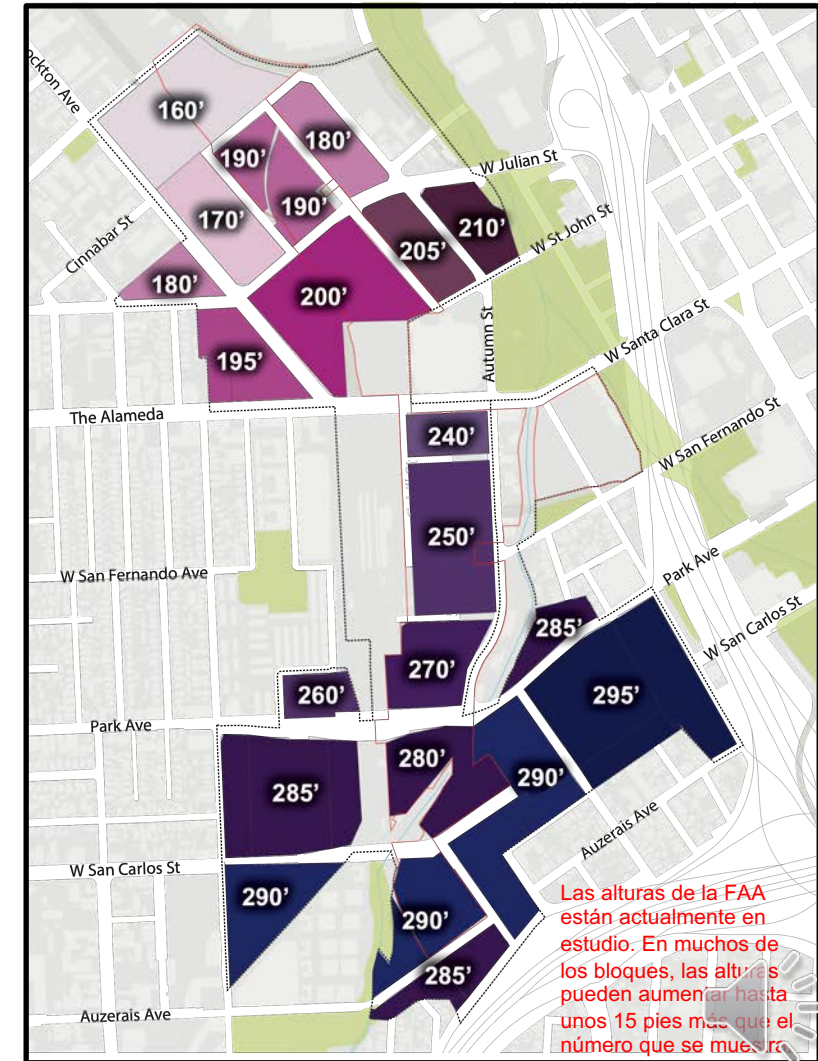 ockton Ave
160’
180’
190’
W Julian St
190’
170’
210’
205’
Cinnabar St
W St John St
180’
200’
Autumn St
W Santa Clara St
195’
The Alameda
240’
W San Fernando St
250’
Park Ave
W San Fernando Ave
W San Carlos St
285’
270’
260’
295’
Park Ave
280’
290’
285’
Auzerais Ave
W San Carlos St
290’
290’
285’
Auzerais Ave
Las alturas de la FAA
están actualmente en
estudio. En muchos de
los bloques, las alturas
pueden aumentar hasta
unos 15 pies más que el
número que se muestra